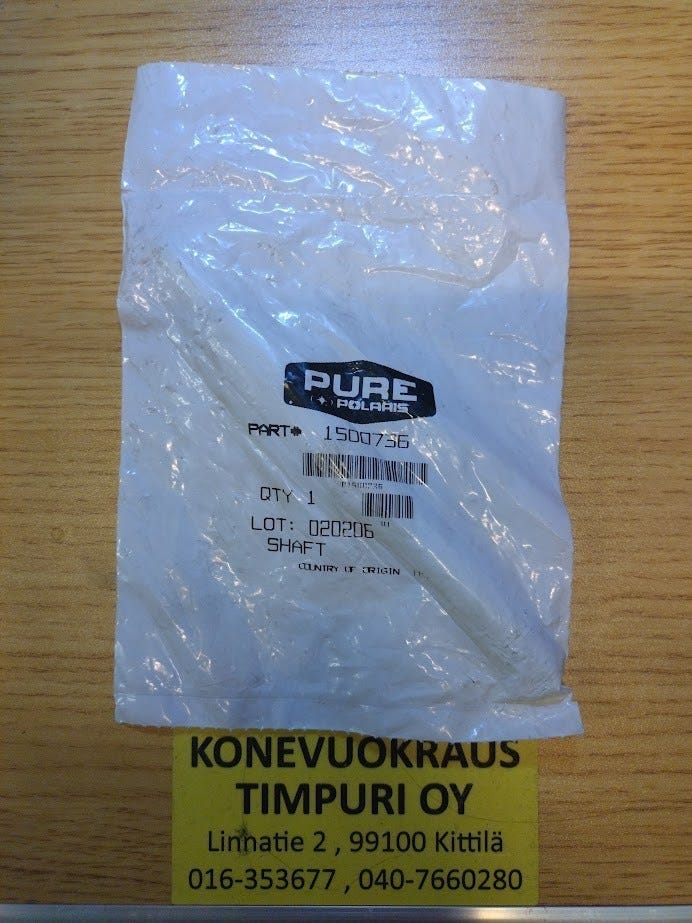 PURE
POLARIS
PART# 1500736
QTY 1
LOT: 020206
SHAFT
COUNTRY OF ORIGIN
KONEVUOKRAUS
TIMPURI OY
Linnatie 2 , 99100 Kittilä
016-353677 , 040-7660280